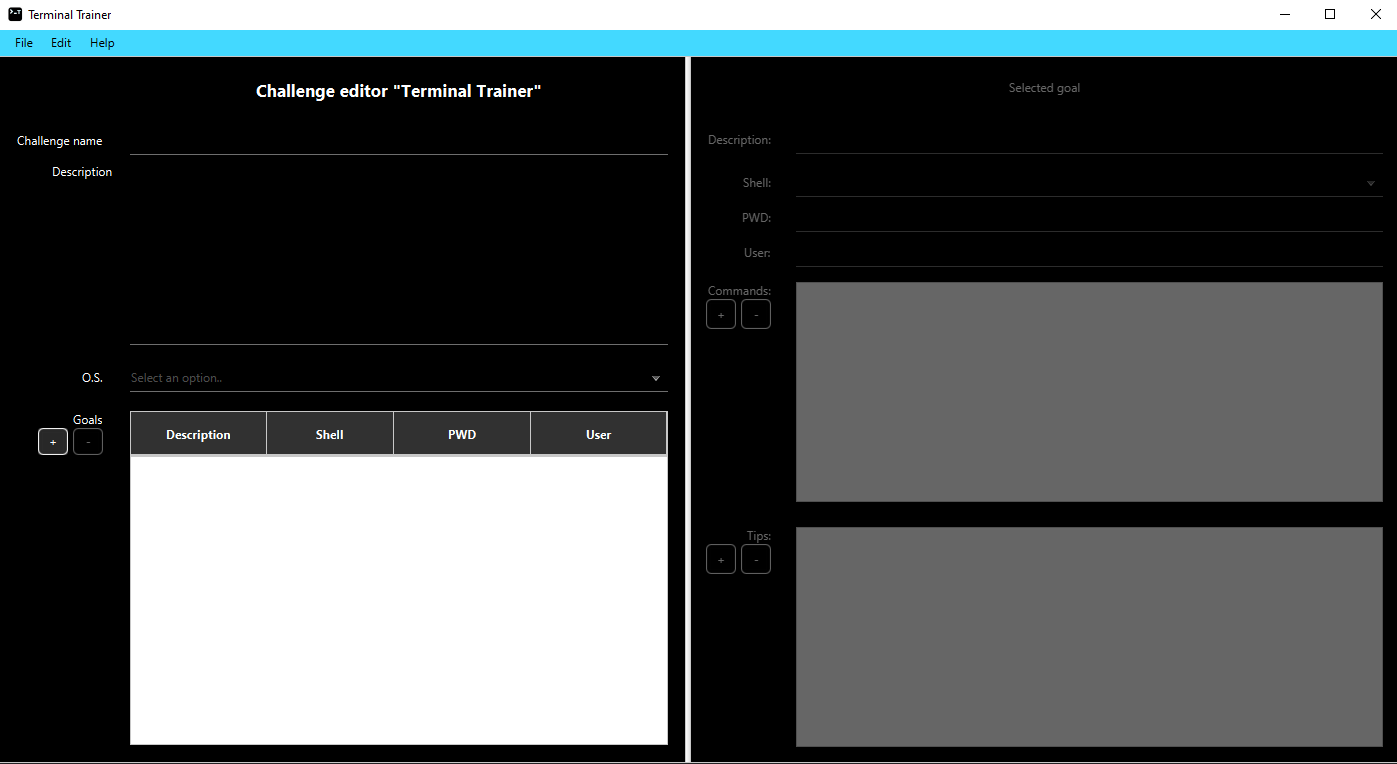 Terminal Trainer
File Edit Help
Challenge editor "Terminal Trainer"
Challenge name
Description
O.S. Select an option..
Goals
+ -
Description Shell PWD User
Selected goal
Description:
Shell:
PWD:
User:
Commands:
+ -
Tips:
+ -